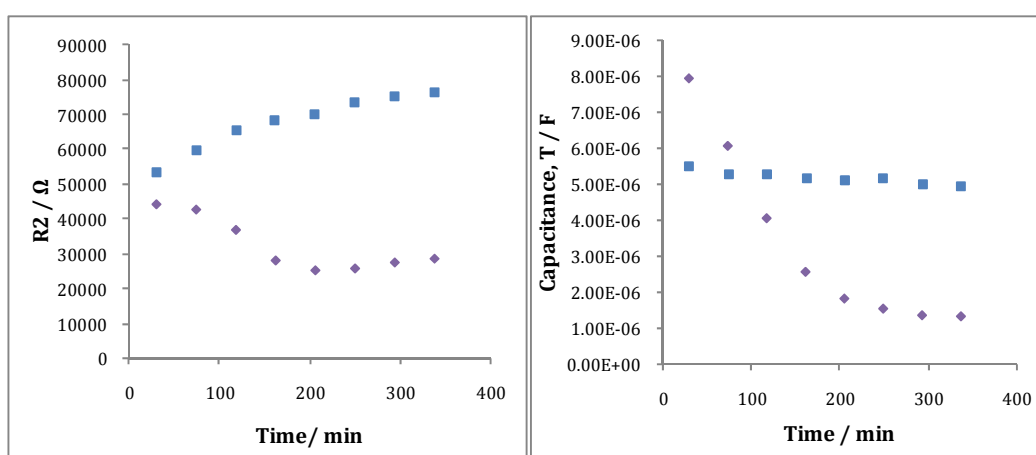 90000
80000
70000
60000
50000
40000
30000
20000
10000
0
R2 / Ω
0 100 200 300 400
Time/ min
9.00E-06
8.00E-06
7.00E-06
6.00E-06
5.00E-06
4.00E-06
3.00E-06
2.00E-06
1.00E-06
0.00E+00
Capacitance, T / F
0 100 200 300 400
Time / min